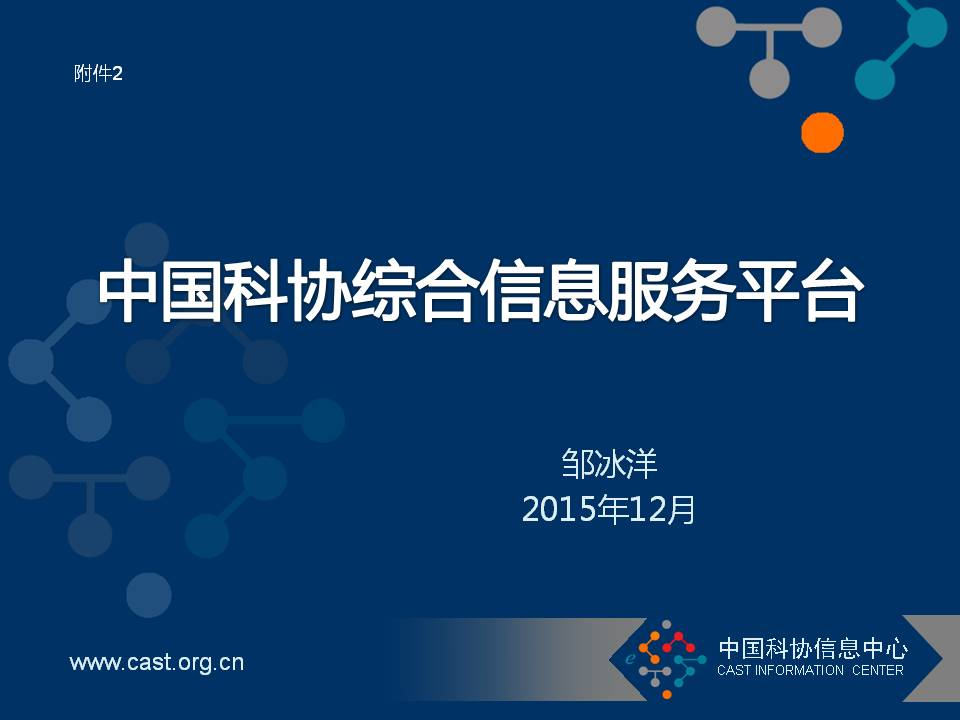 附件2
中国科协综合信息服务平台
邹冰洋
2015年12月
www.cast.org.cn
e
中国科协信息中心
CAST INFORMATION CENTER